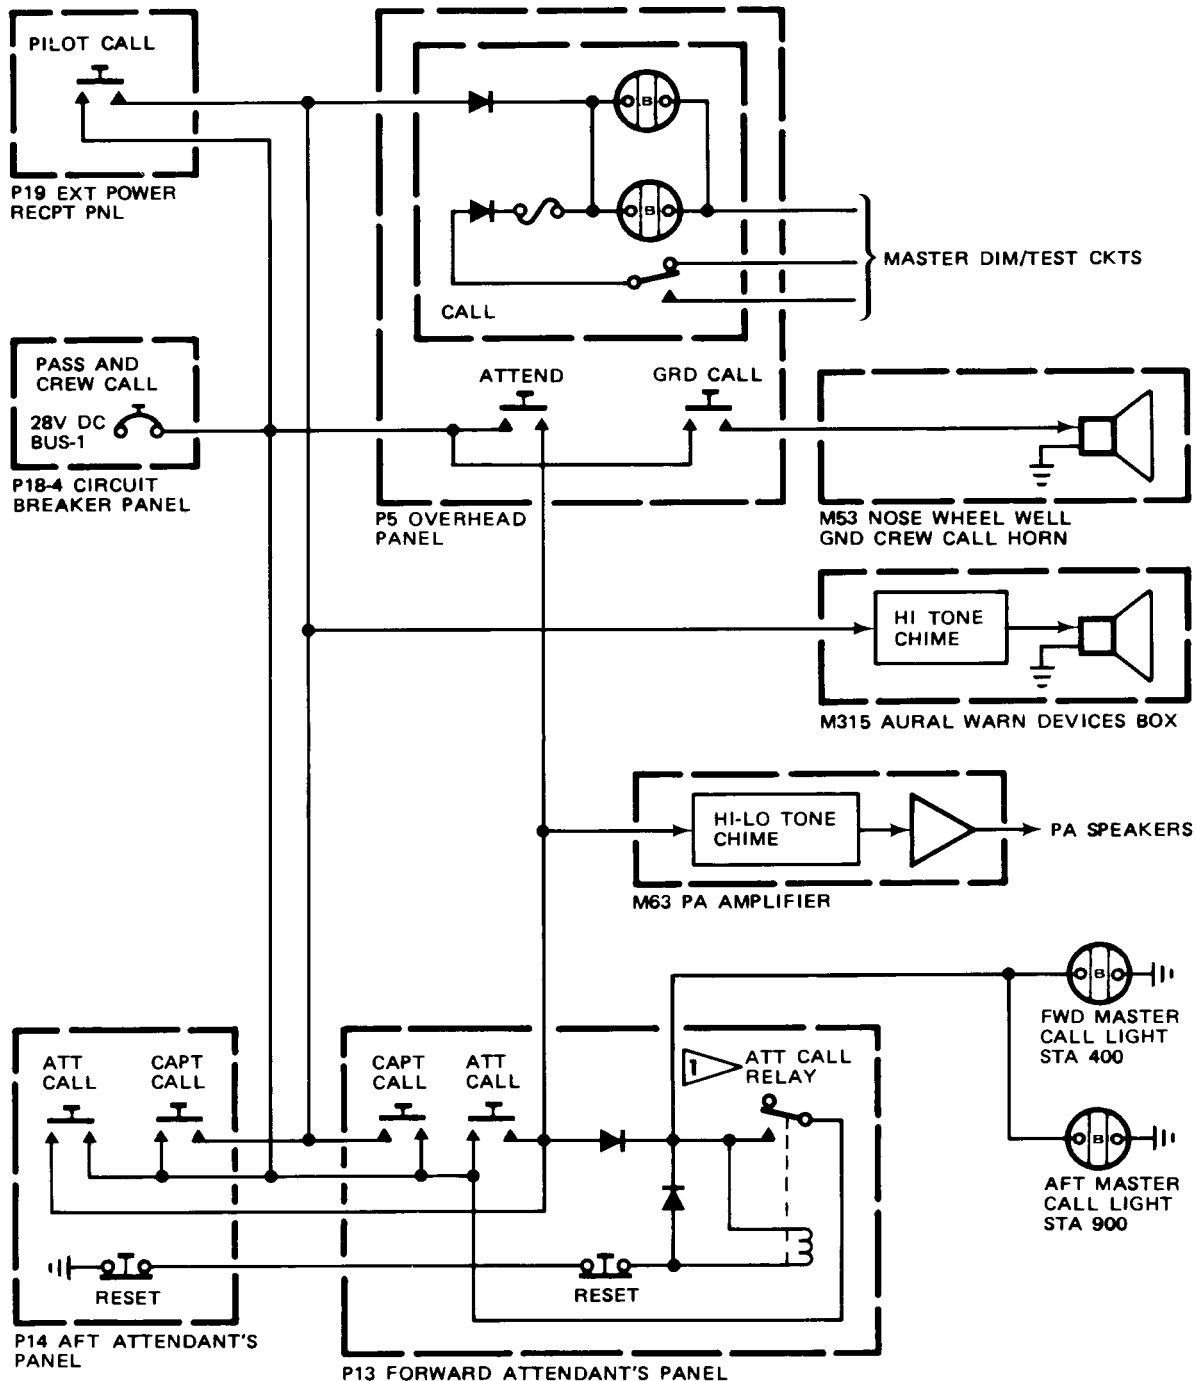 PILOT CALL
P19 EXT POWER
RECPT PNL
B
B
CALL
MASTER DIM/TEST CKTS
PASS AND
CREW CALL
28V DC
BUS-1
P18-4 CIRCUIT
BREAKER PANEL
ATTEND
GRD CALL
P5 OVERHEAD
PANEL
M53 NOSE WHEEL WELL
GND CREW CALL HORN
HI TONE
CHIME
M315 AURAL WARN DEVICES BOX
HI-LO TONE
CHIME
PA SPEAKERS
M63 PA AMPLIFIER
B
FWD MASTER
CALL LIGHT
STA 400
B
AFT MASTER
CALL LIGHT
STA 900
ATT
CALL
CAPT
CALL
RESET
P14 AFT ATTENDANT'S
PANEL
CAPT
CALL
ATT
CALL
1
ATT CALL
RELAY
RESET
P13 FORWARD ATTENDANT'S PANEL